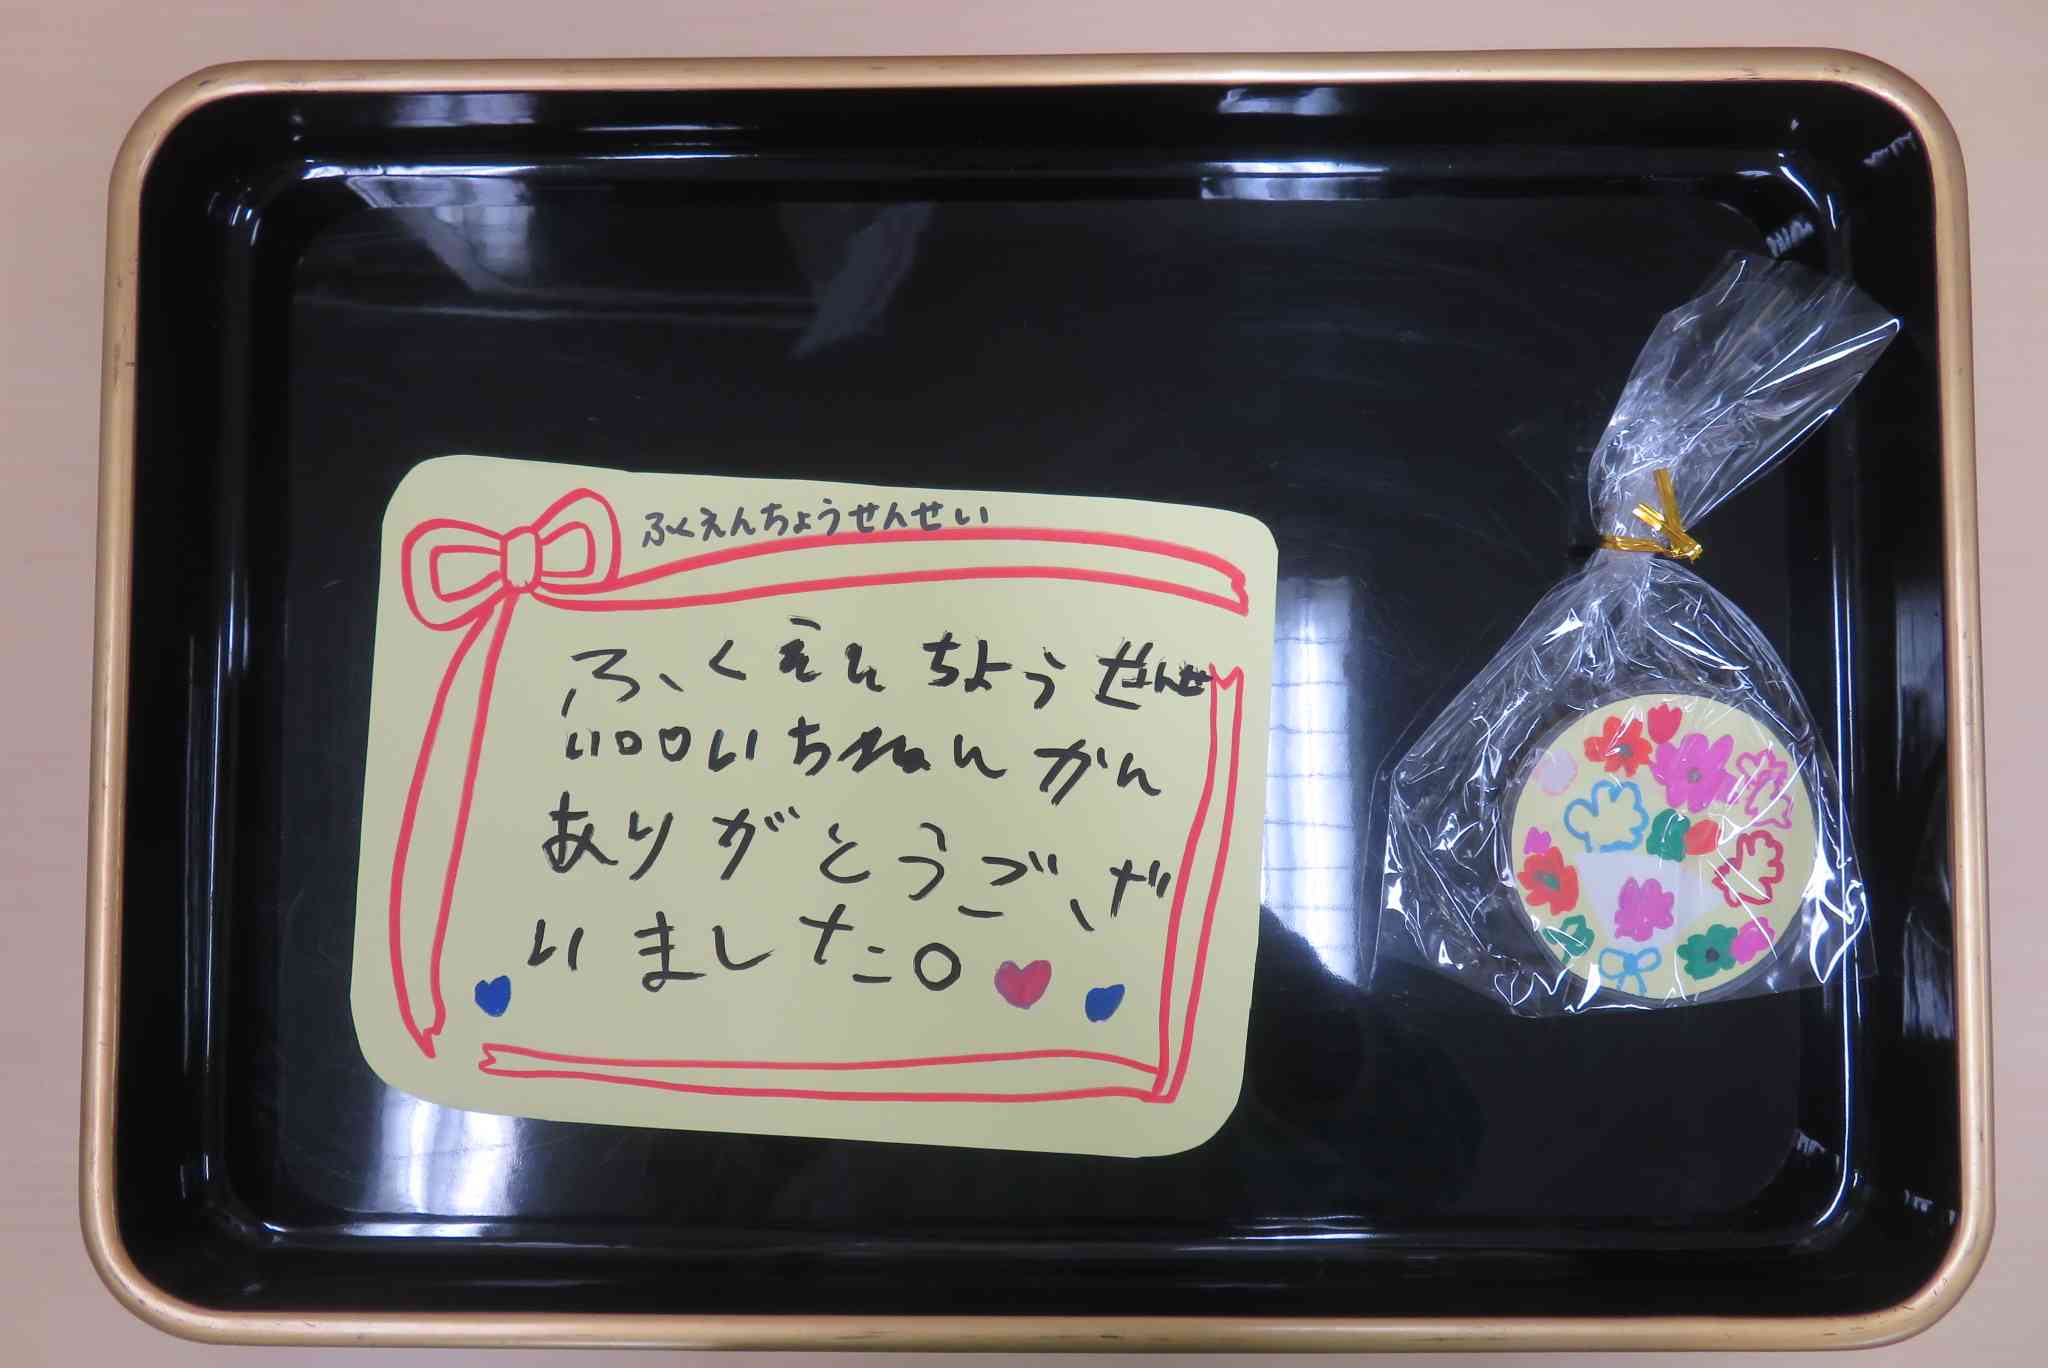 ふくえんちょうせんせい
ふくえんちょうせんせ
い○○いちねんかん
ありがとうござ
いました。